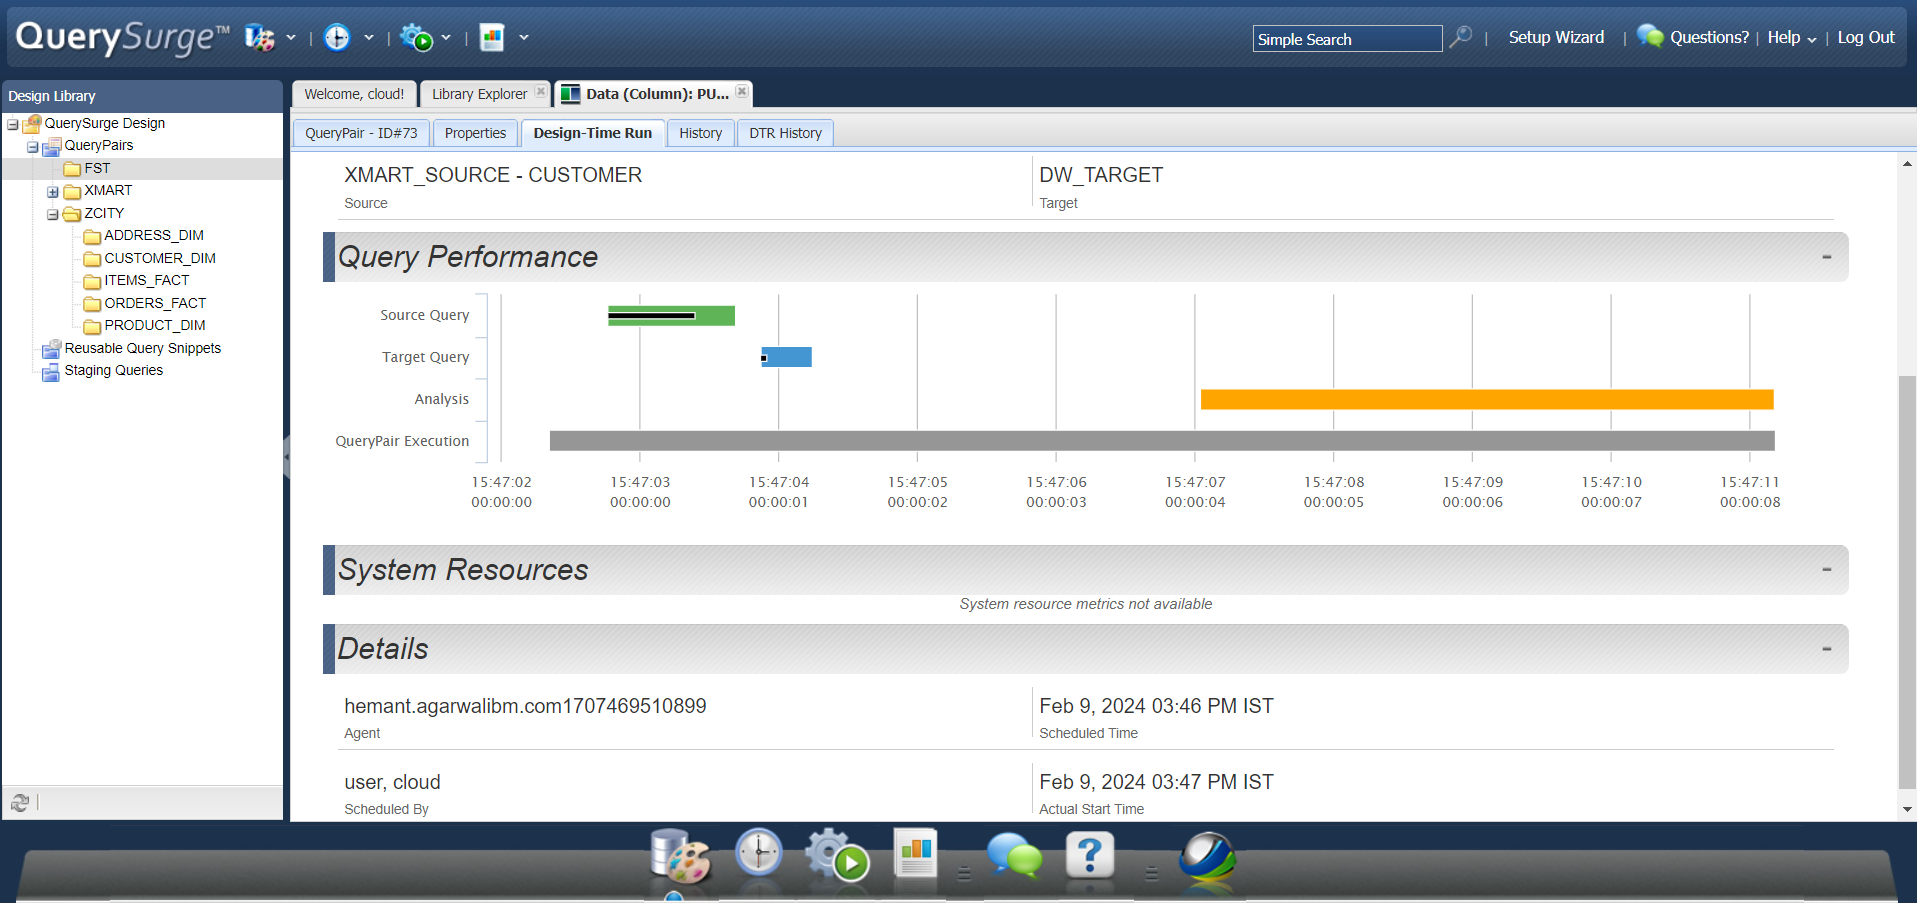 QuerySurge™
Simple Search
Setup Wizard
Questions?
Help
Log Out
Design Library
QuerySurge Design
QueryPairs
FST
XMART
ZCITY
ADDRESS_DIM
CUSTOMER_DIM
ITEMS_FACT
ORDERS_FACT
PRODUCT_DIM
Reusable Query Snippets
Staging Queries
Welcome, cloud!
Library Explorer
Data (Column): PU...
QueryPair - ID#73
Properties
Design-Time Run
History
DTR History
XMART_SOURCE - CUSTOMER
Source
DW_TARGET
Target
Query Performance
Source Query
Target Query
Analysis
QueryPair Execution
15:47:02 15:47:03 15:47:04 15:47:05 15:47:06 15:47:07 15:47:08 15:47:09 15:47:10 15:47:11
00:00:00 00:00:00 00:00:01 00:00:02 00:00:03 00:00:04 00:00:05 00:00:06 00:00:07 00:00:08
System Resources
System resource metrics not available
Details
hemant.agarwalibm.com1707469510899
Agent
Feb 9, 2024 03:46 PM IST
Scheduled Time
user, cloud
Scheduled By
Feb 9, 2024 03:47 PM IST
Actual Start Time